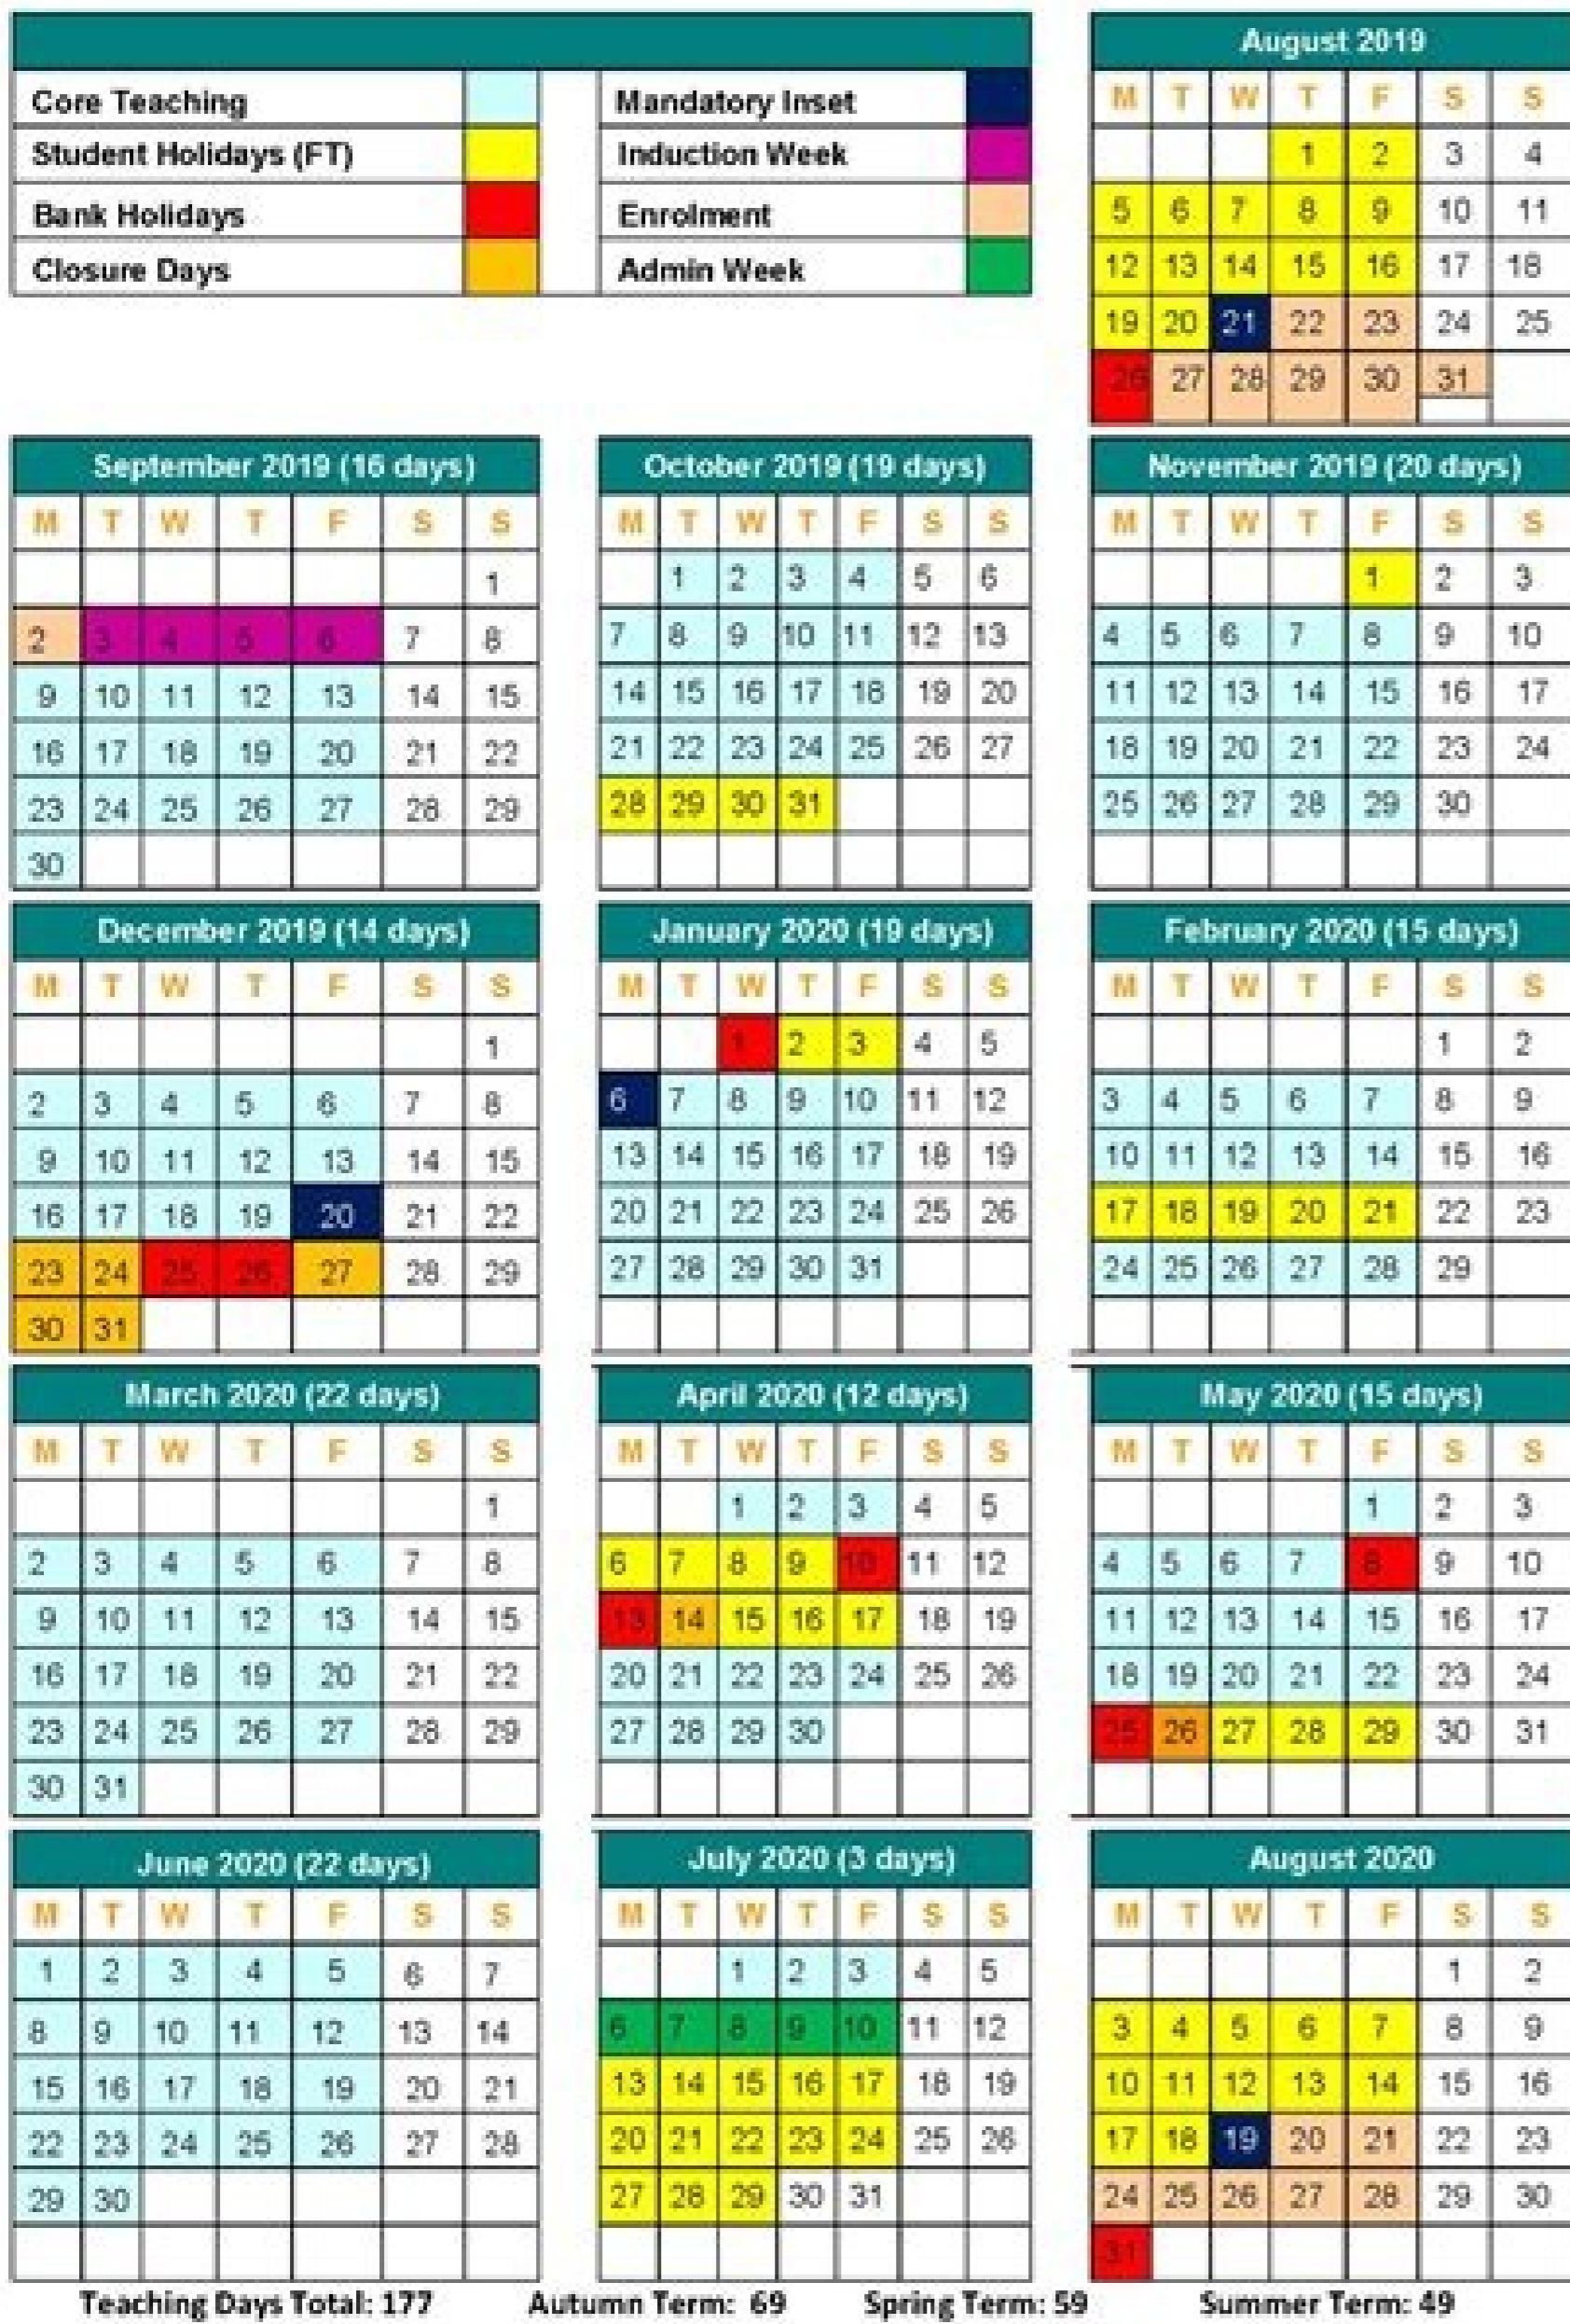 Core Teaching Mandatory Inset
Student Holidays (FT) Induction Week
Bank Holidays Enrolment
Closure Days Admin Week
August 2019
M T W T F S S
1 2 3 4
5 6 7 8 9 10 11
12 13 14 15 16 17 18
19 20 21 22 23 24 25
26 27 28 29 30 31
September 2019 (16 days)
M T W T F S S
1
2 3 4 5 6 7 8
9 10 11 12 13 14 15
16 17 18 19 20 21 22
23 24 25 26 27 28 29
30
October 2019 (19 days)
M T W T F S S
1 2 3 4 5 6
7 8 9 10 11 12 13
14 15 16 17 18 19 20
21 22 23 24 25 26 27
28 29 30 31
November 2019 (20 days)
M T W T F S S
1 2 3
4 5 6 7 8 9 10
11 12 13 14 15 16 17
18 19 20 21 22 23 24
25 26 27 28 29 30
December 2019 (14 days)
M T W T F S S
1
2 3 4 5 6 7 8
9 10 11 12 13 14 15
16 17 18 19 20 21 22
23 24 25 26 27 28 29
30 31
January 2020 (19 days)
M T W T F S S
1 2 3 4 5
6 7 8 9 10 11 12
13 14 15 16 17 18 19
20 21 22 23 24 25 26
27 28 29 30 31
February 2020 (15 days)
M T W T F S S
1 2
3 4 5 6 7 8 9
10 11 12 13 14 15 16
17 18 19 20 21 22 23
24 25 26 27 28 29
March 2020 (22 days)
M T W T F S S
1
2 3 4 5 6 7 8
9 10 11 12 13 14 15
16 17 18 19 20 21 22
23 24 25 26 27 28 29
30 31
April 2020 (12 days)
M T W T F S S
1 2 3 4 5
6 7 8 9 10 11 12
13 14 15 16 17 18 19
20 21 22 23 24 25 26
27 28 29 30
May 2020 (15 days)
M T W T F S S
1 2 3
4 5 6 7 8 9 10
11 12 13 14 15 16 17
18 19 20 21 22 23 24
25 26 27 28 29 30 31
June 2020 (22 days)
M T W T F S S
1 2 3 4 5 6 7
8 9 10 11 12 13 14
15 16 17 18 19 20 21
22 23 24 25 26 27 28
29 30
July 2020 (3 days)
M T W T F S S
1 2 3 4 5
6 7 8 9 10 11 12
13 14 15 16 17 18 19
20 21 22 23 24 25 26
27 28 29 30 31
August 2020
M T W T F S S
1 2
3 4 5 6 7 8 9
10 11 12 13 14 15 16
17 18 19 20 21 22 23
24 25 26 27 28 29 30
31
Teaching Days Total: 177 Autumn Term: 69 Spring Term: 59 Summer Term: 49